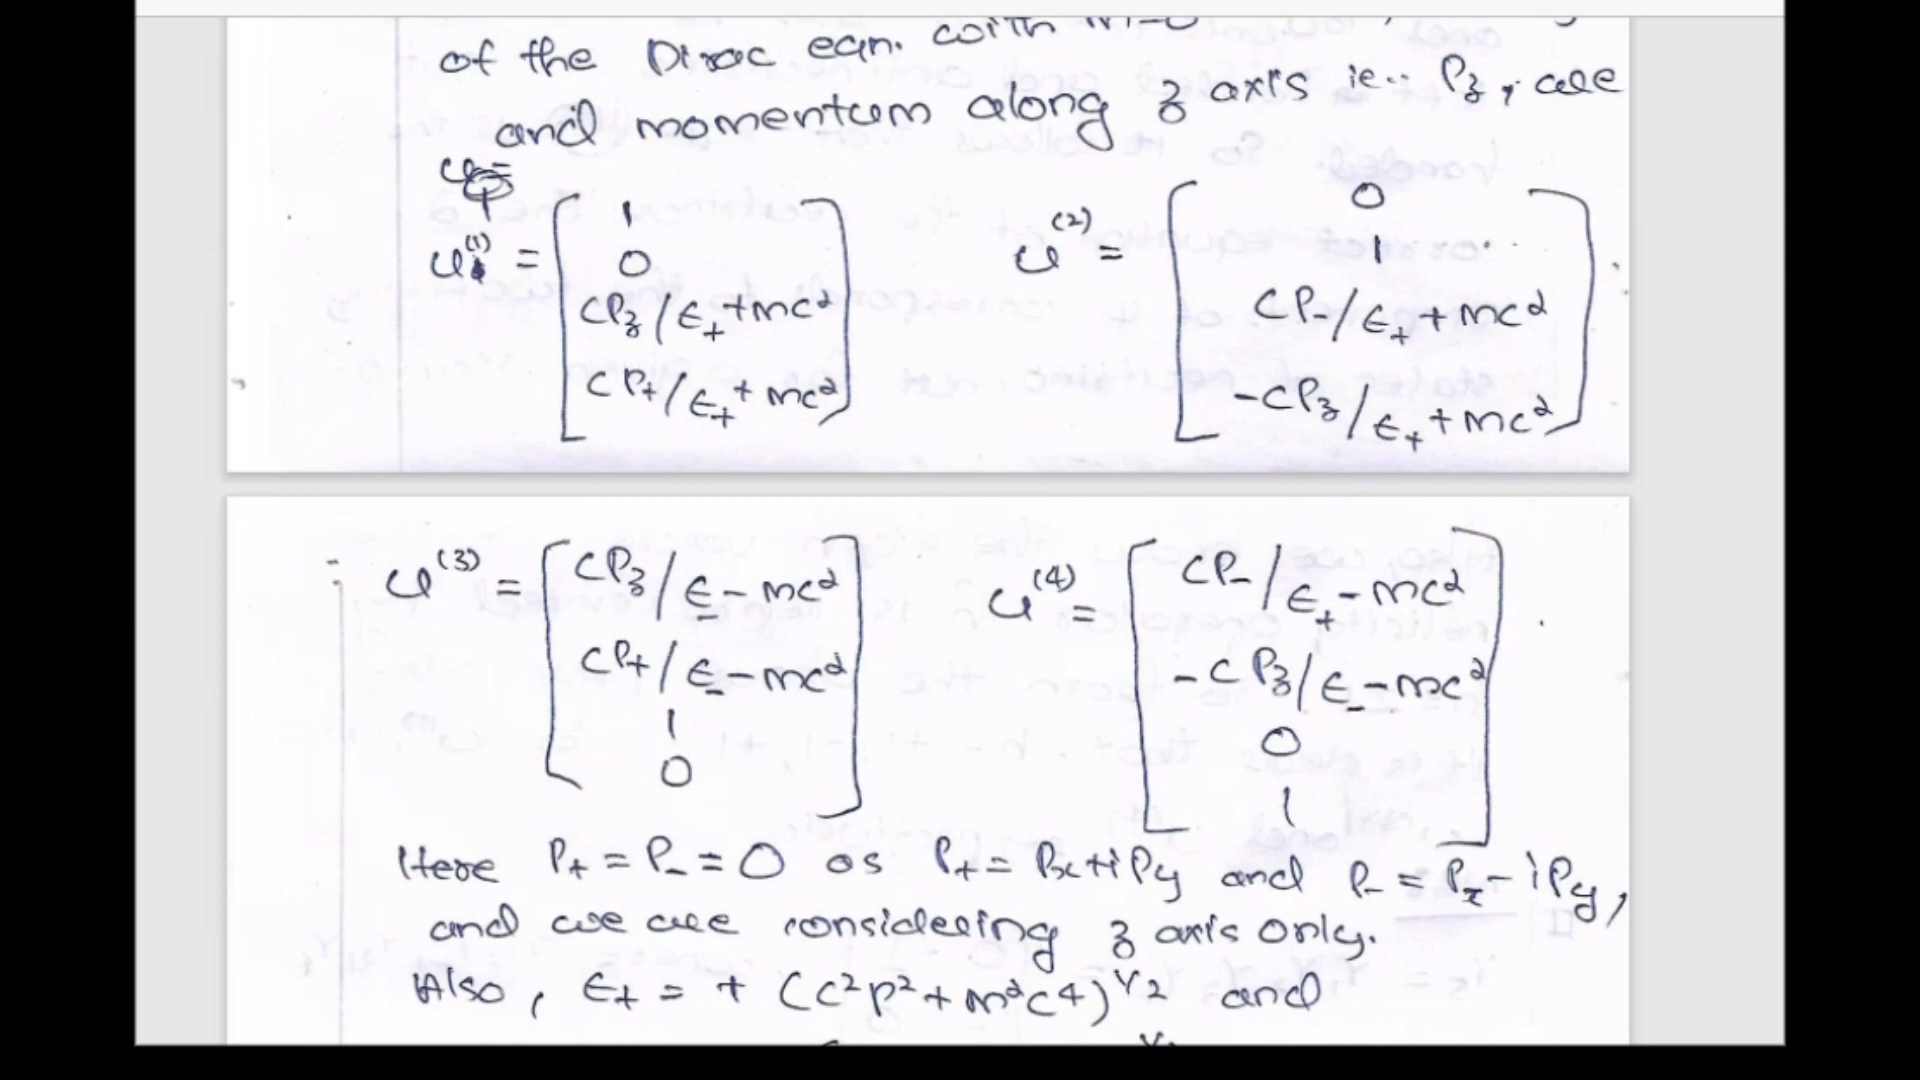 of the Dirac eqn. with m=0
and momentum along z axis ie.. Pz, are
u=
u(1) = [ 1
0
cPz/ε+ + mc²
cP+/ε+ + mc² ]
u(2) = [ 0
1
cP-/ε+ + mc²
-cPz/ε+ + mc² ]
u(3) = [ cPz/ε- - mc²
cP+/ε- - mc²
1
0 ]
u(4) = [ cP-/ε+ - mc²
-cPz/ε- - mc²
0
1 ]
Here P+ = P- = 0 as P+ = Px+iPy and P- = Px-iPy,
and we are considering z axis only.
Also, ε+ = + (c²p²+m²c4)^1/2 and